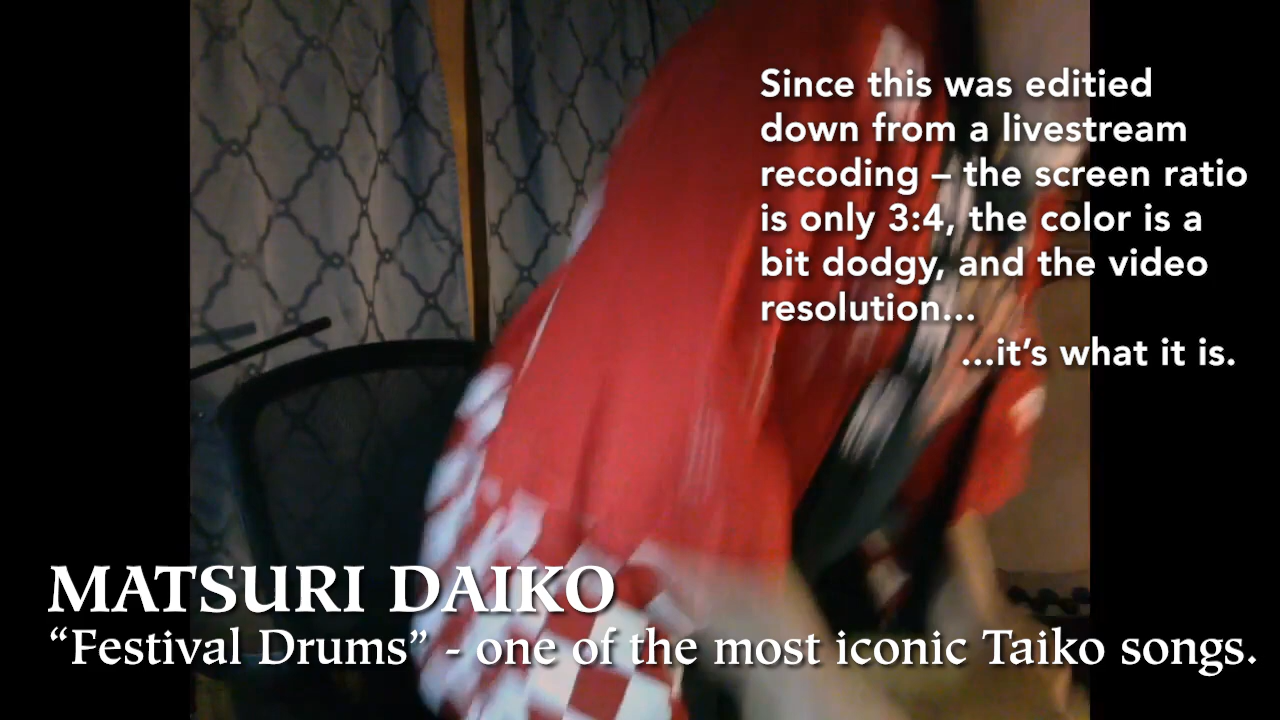 Since this was editied
down from a livestream
recoding – the screen ratio
is only 3:4, the color is a
bit dodgy, and the video
resolution...
...it’s what it is.
MATSURI DAIKO
“Festival Drums” - one of the most iconic Taiko songs.